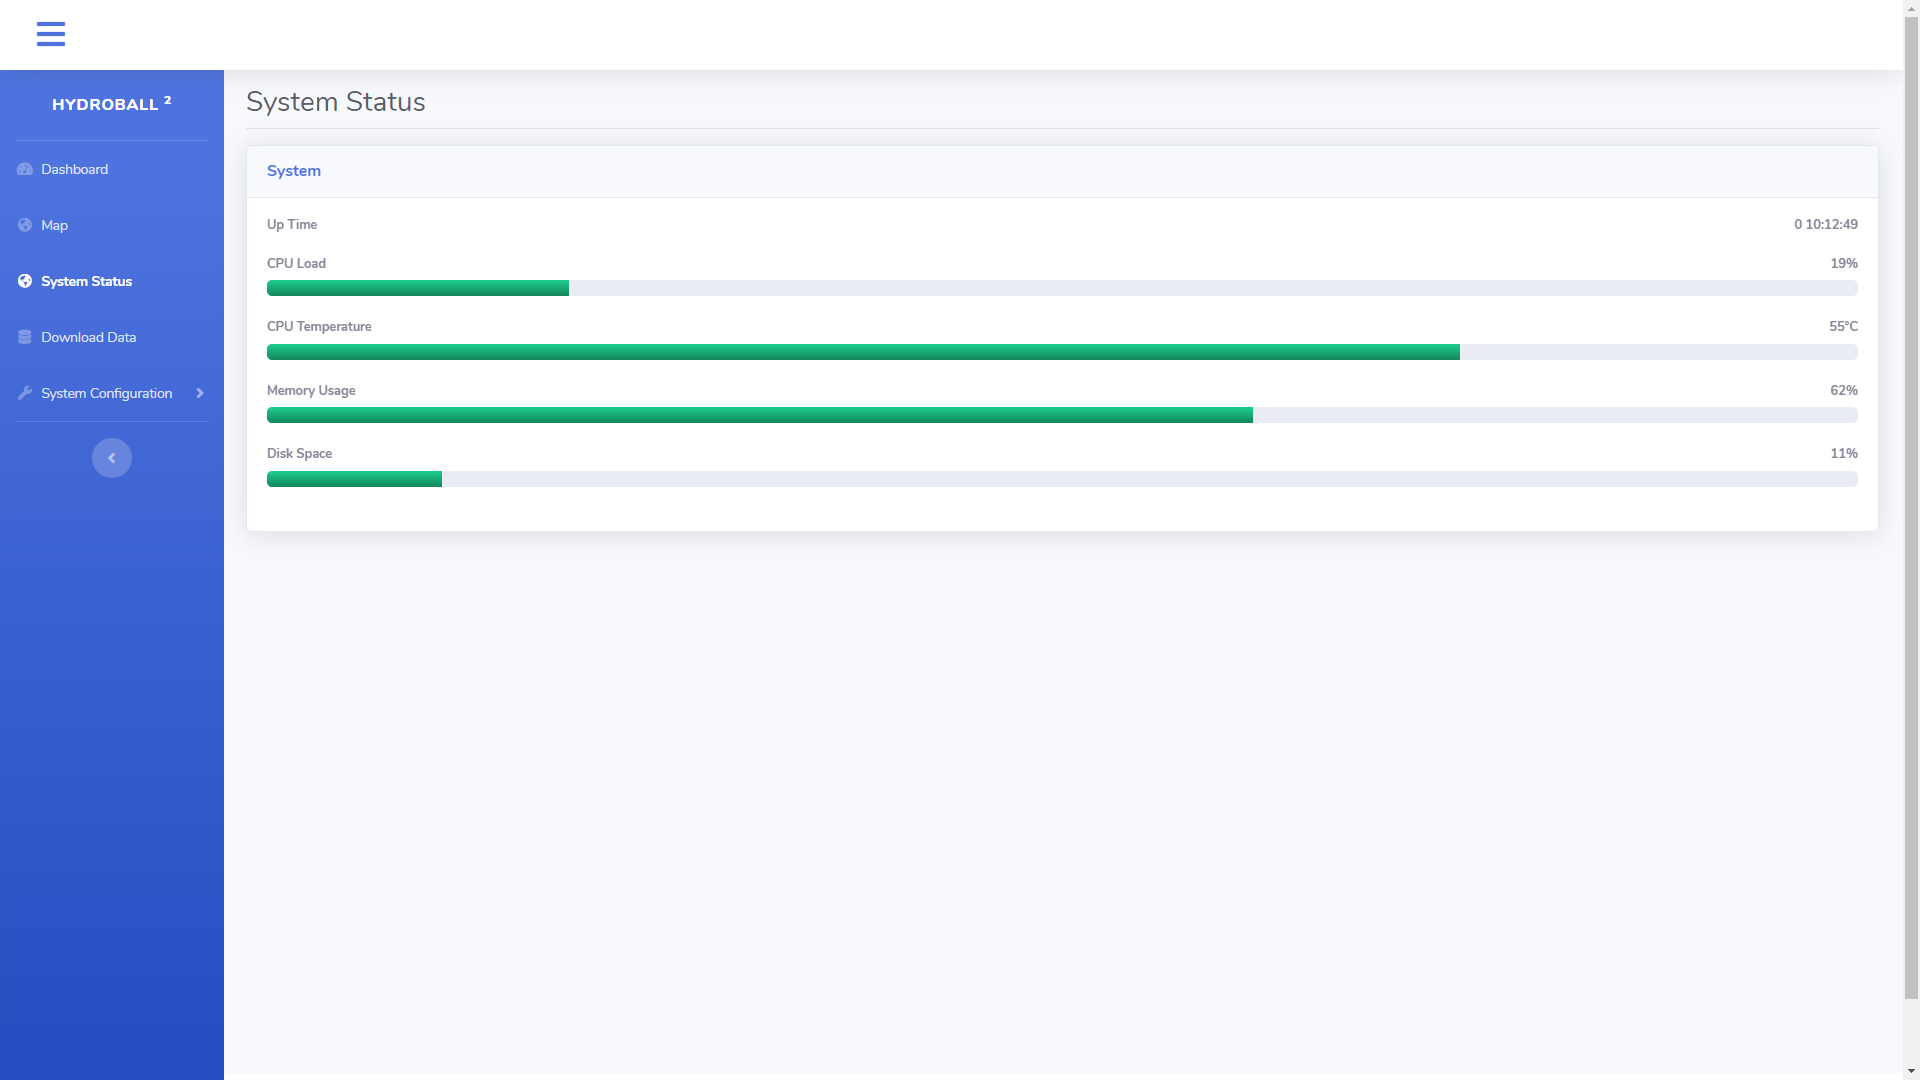 HYDROBALL 2
Dashboard
Map
System Status
Download Data
System Configuration
System Status
System
Up Time 0 10:12:49
CPU Load 19%
CPU Temperature 55°C
Memory Usage 62%
Disk Space 11%